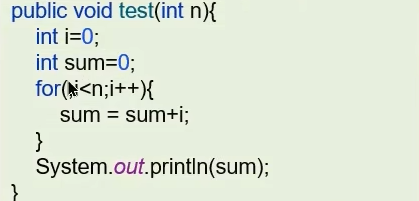 public void test(int n){
int i=0;
int sum=0;
for(;i<n;i++){
sum = sum+i;
}
System.out.println(sum);
}